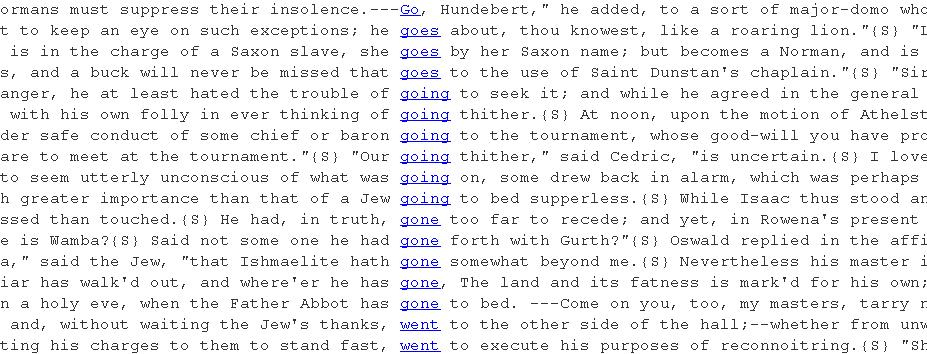 ormans must suppress their insolence.---Go, Hundebert," he added, to a sort of major-domo who
t to keep an eye on such exceptions; he goes about, thou knowest, like a roaring lion."{S} "I
is in the charge of a Saxon slave, she goes by her Saxon name; but becomes a Norman, and is
s, and a buck will never be missed that goes to the use of Saint Dunstan's chaplain."{S} "Sir
anger, he at least hated the trouble of going to seek it; and while he agreed in the general
with his own folly in ever thinking of going thither.{S} At noon, upon the motion of Athelst
der safe conduct of some chief or baron going to the tournament, whose good-will you have pro
are to meet at the tournament."{S} "Our going thither," said Cedric, "is uncertain.{S} I love
to seem utterly unconscious of what was going on, some drew back in alarm, which was perhaps
h greater importance than that of a Jew going to bed supperless.{S} While Isaac thus stood an
ssed than touched.{S} He had, in truth, gone too far to recede; and yet, in Rowena's present
e is Wamba?{S} Said not some one he had gone forth with Gurth?"{S} Oswald replied in the affi
a," said the Jew, "that Ishmaelite hath gone somewhat beyond me.{S} Nevertheless his master i
iar has walk'd out, and where'er he has gone, The land and its fatness is mark'd for his own;
n a holy eve, when the Father Abbot has gone to bed. ---Come on you, too, my masters, tarry n
and, without waiting the Jew's thanks, went to the other side of the hall;--whether from unw
ting his charges to them to stand fast, went to execute his purposes of reconnoitring.{S} "Sh